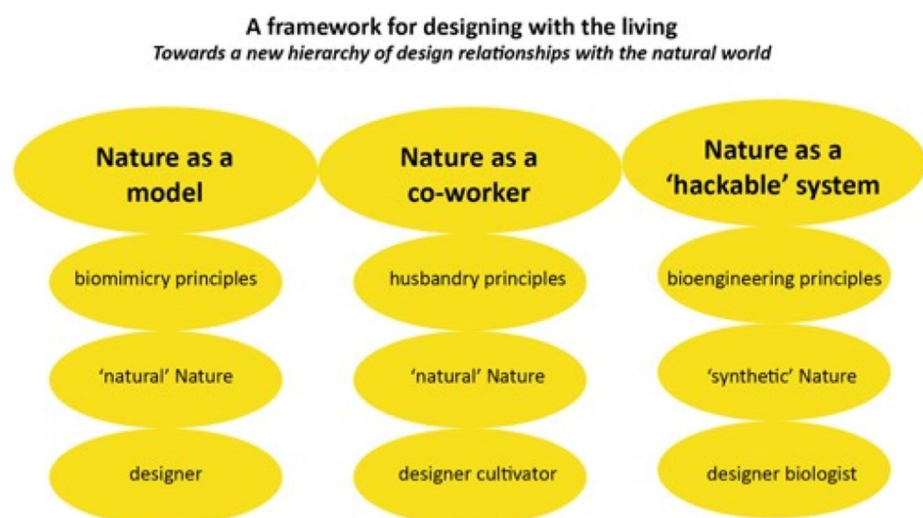 A framework for designing with the living
Towards a new hierarchy of design relationships with the natural world
Nature as a
model
biomimicry principles
‘natural’ Nature
designer
Nature as a
co-worker
husbandry principles
‘natural’ Nature
designer cultivator
Nature as a
‘hackable’ system
bioengineering principles
‘synthetic’ Nature
designer biologist